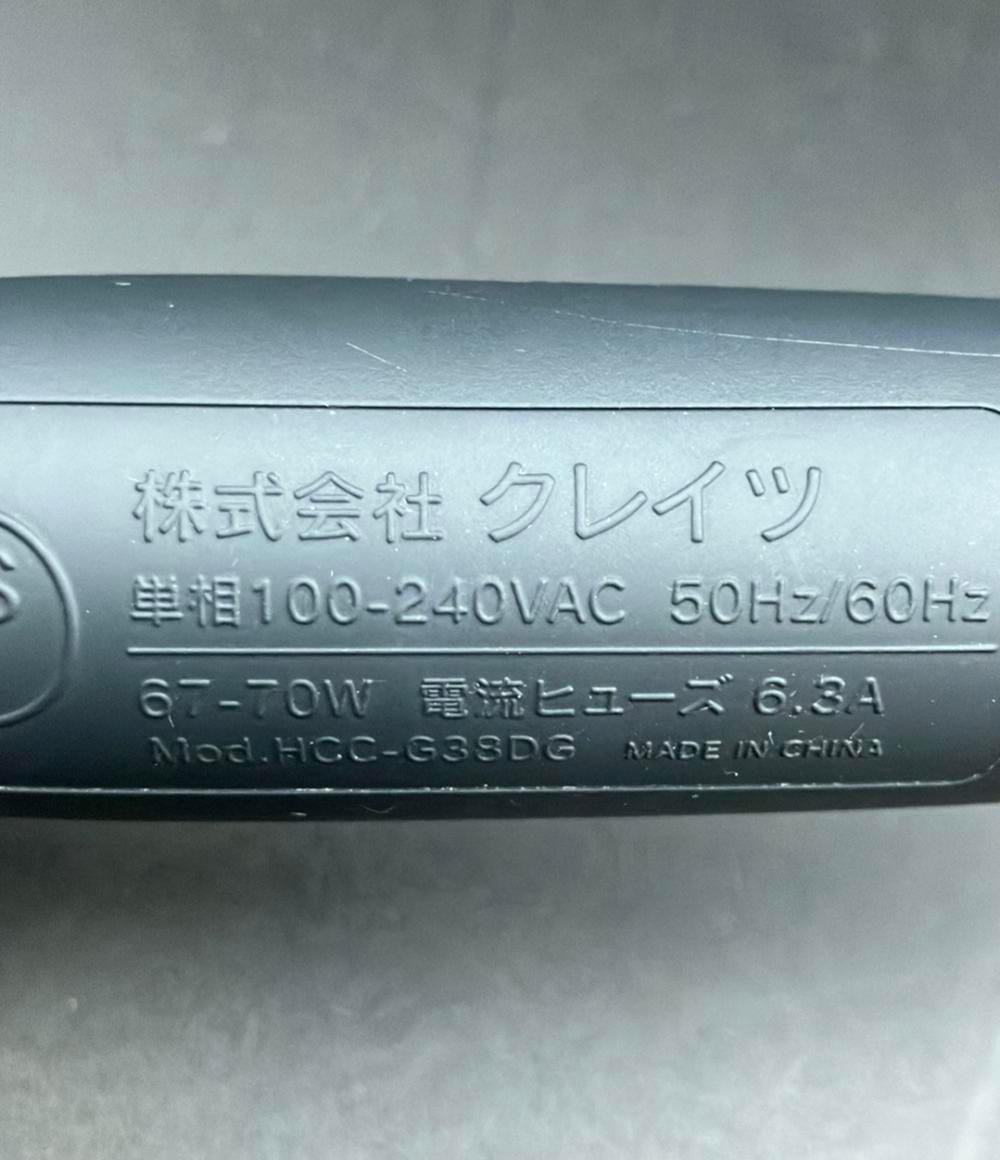 株式会社 クレイツ
単相100-240VAC 50Hz/60Hz
67-70W 電流ヒューズ 6.3A
Mod.HCC-G38DG MADE IN CHINA